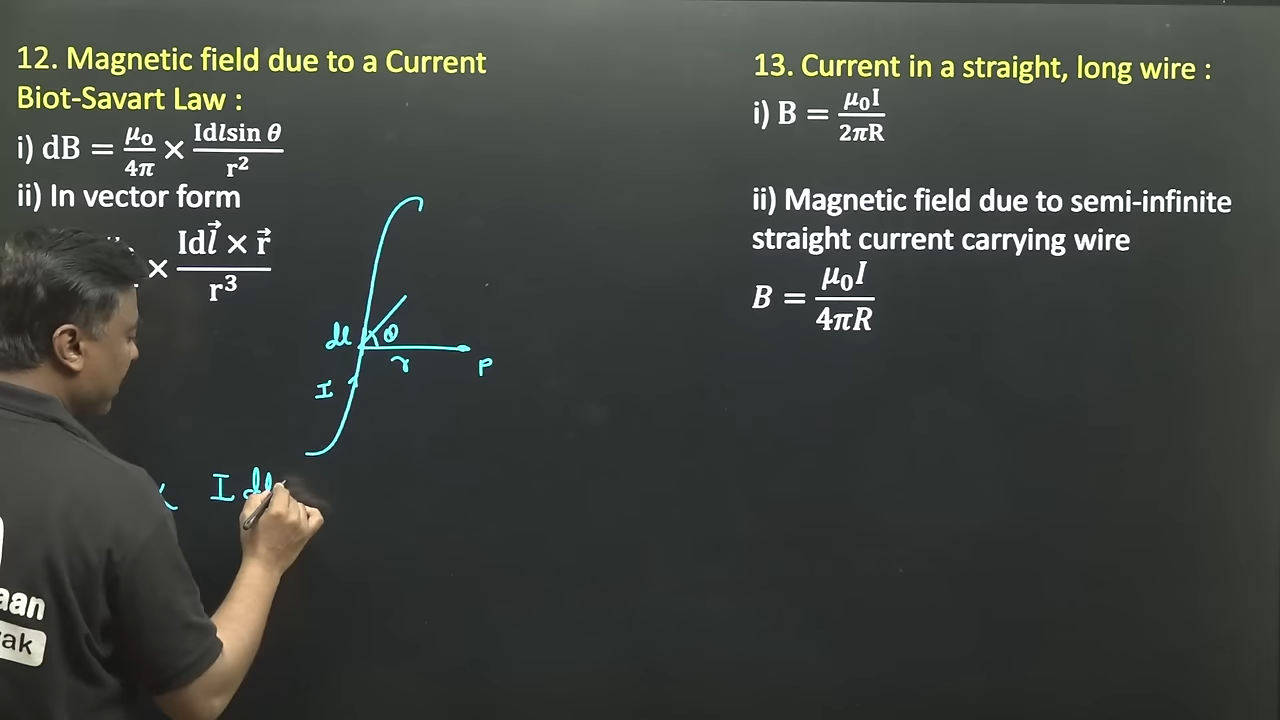 12. Magnetic field due to a Current
Biot-Savart Law :
i) dB = μ₀/4π × Idlsin θ/r²
ii) In vector form
× Idl⃗ × r⃗/r³
dl θ
r
P
I
I dl
aan
ak
13. Current in a straight, long wire :
i) B = μ₀I/2πR
ii) Magnetic field due to semi-infinite
straight current carrying wire
B = μ₀I/4πR